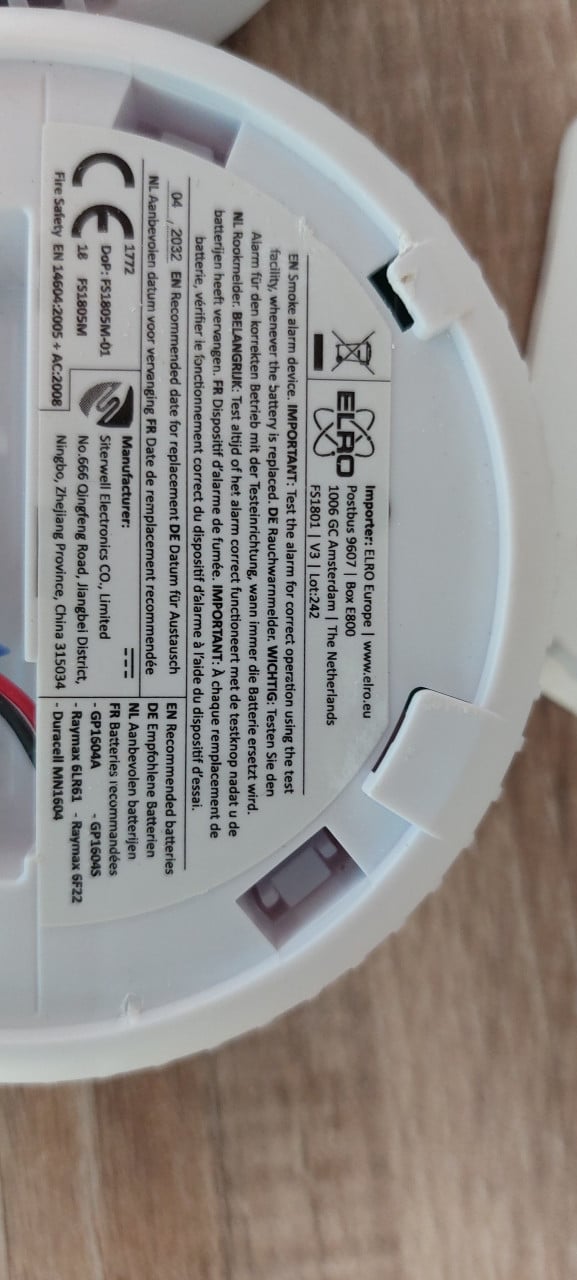 ELRO
Importer: ELRO Europe | www.elro.eu
Postbus 9607 | Box E800
1006 GC Amsterdam | The Netherlands
FS1801 | V3 | Lot:242
EN Smoke alarm device. IMPORTANT: Test the alarm for correct operation using the test
facility, whenever the battery is replaced. DE Rauchwarnmelder. WICHTIG: Testen Sie den
Alarm für den korrekten Betrieb mit der Testeinrichtung, wann immer die Batterie ersetzt wird.
NL Rookmelder. BELANGRIJK: Test altijd of het alarm correct functioneert met de testknop nadat u de
batterijen heeft vervangen. FR Dispositif d'alarme de fumée. IMPORTANT: À chaque remplacement de
batterie, vérifier le fonctionnement correct du dispositif d'alarme à l'aide du dispositif d'essai.
04 / 2032 EN Recommended date for replacement DE Datum für Austausch
NL Aanbevolen datum voor vervanging FR Date de remplacement recommandée
CE 1772
DoP: FS1805M-01
18 FS1805M
Fire Safety EN 14604:2005 + AC:2008
Manufacturer:
Siterwell Electronics CO., Limited
No.666 Qingfeng Road, Jiangbei District,
Ningbo, Zhejiang Province, China 315034
EN Recommended batteries
DE Empfohlene Batterien
NL Aanbevolen batterijen
FR Batteries recommandées
- GP1604A - GP1604S
- Raymax 6LR61 - Raymax 6F22
- Duracell MN1604